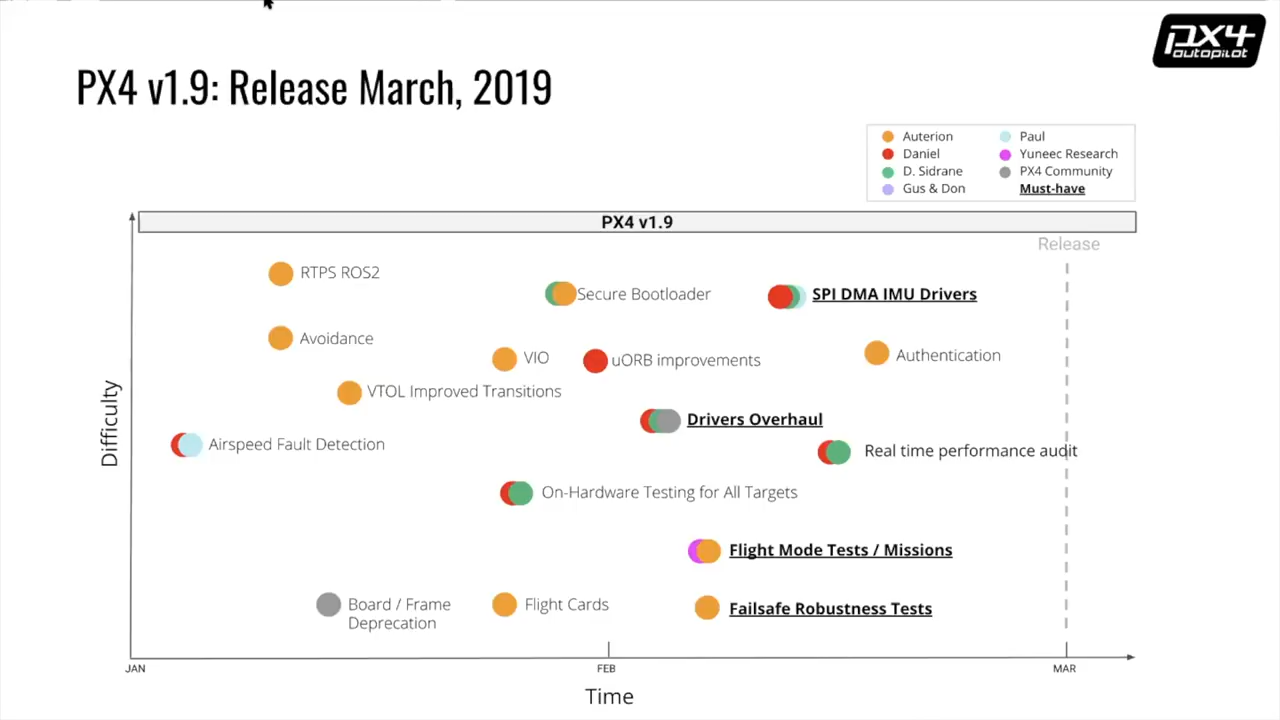 PX4 autopilot
PX4 v1.9: Release March, 2019
Auterion
Daniel
D. Sidrane
Gus & Don
Paul
Yuneec Research
PX4 Community
Must-have
PX4 v1.9
Release
RTPS ROS2
Secure Bootloader
SPI DMA IMU Drivers
Avoidance
VIO
uORB improvements
Authentication
VTOL Improved Transitions
Drivers Overhaul
Airspeed Fault Detection
Real time performance audit
On-Hardware Testing for All Targets
Flight Mode Tests / Missions
Board / Frame
Deprecation
Flight Cards
Failsafe Robustness Tests
Difficulty
JAN
FEB
MAR
Time